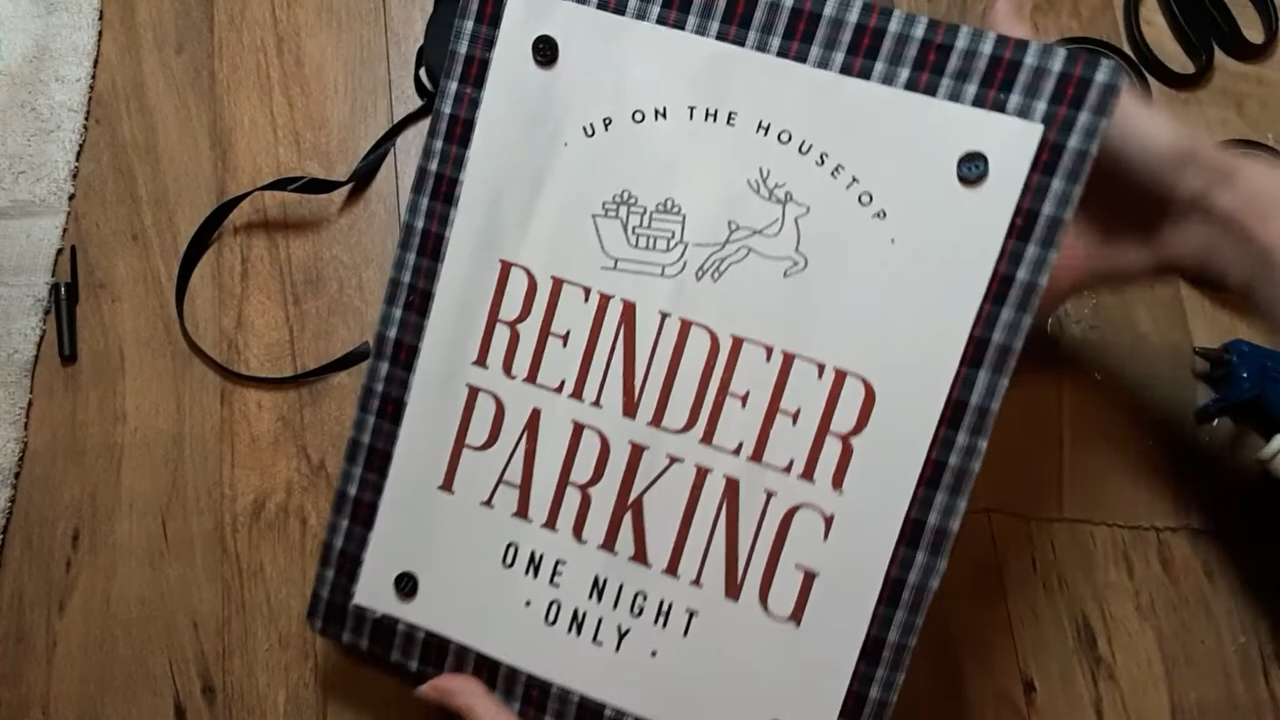 UP ON THE HOUSETOP
REINDEER
PARKING
ONE NIGHT
· ONLY ·